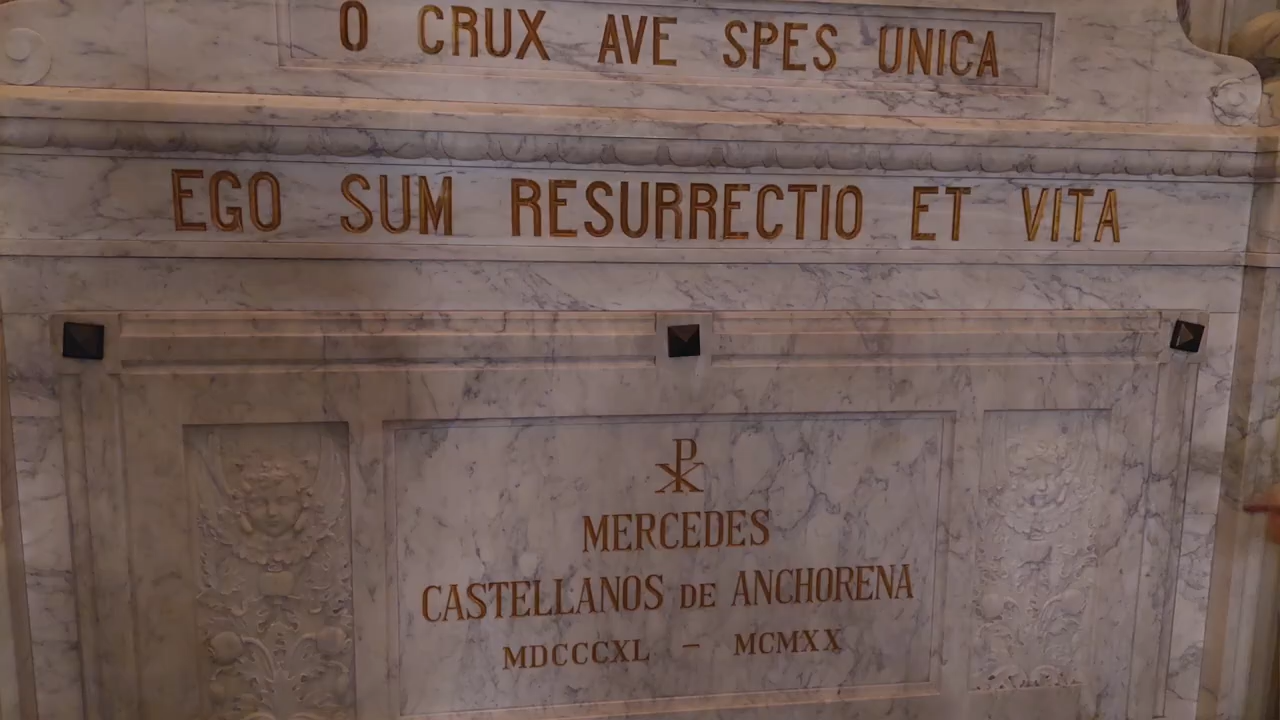 O CRUX AVE SPES UNICA
EGO SUM RESURRECTIO ET VITA
MERCEDES
CASTELLANOS DE ANCHORENA
MDCCCXL – MCMXX